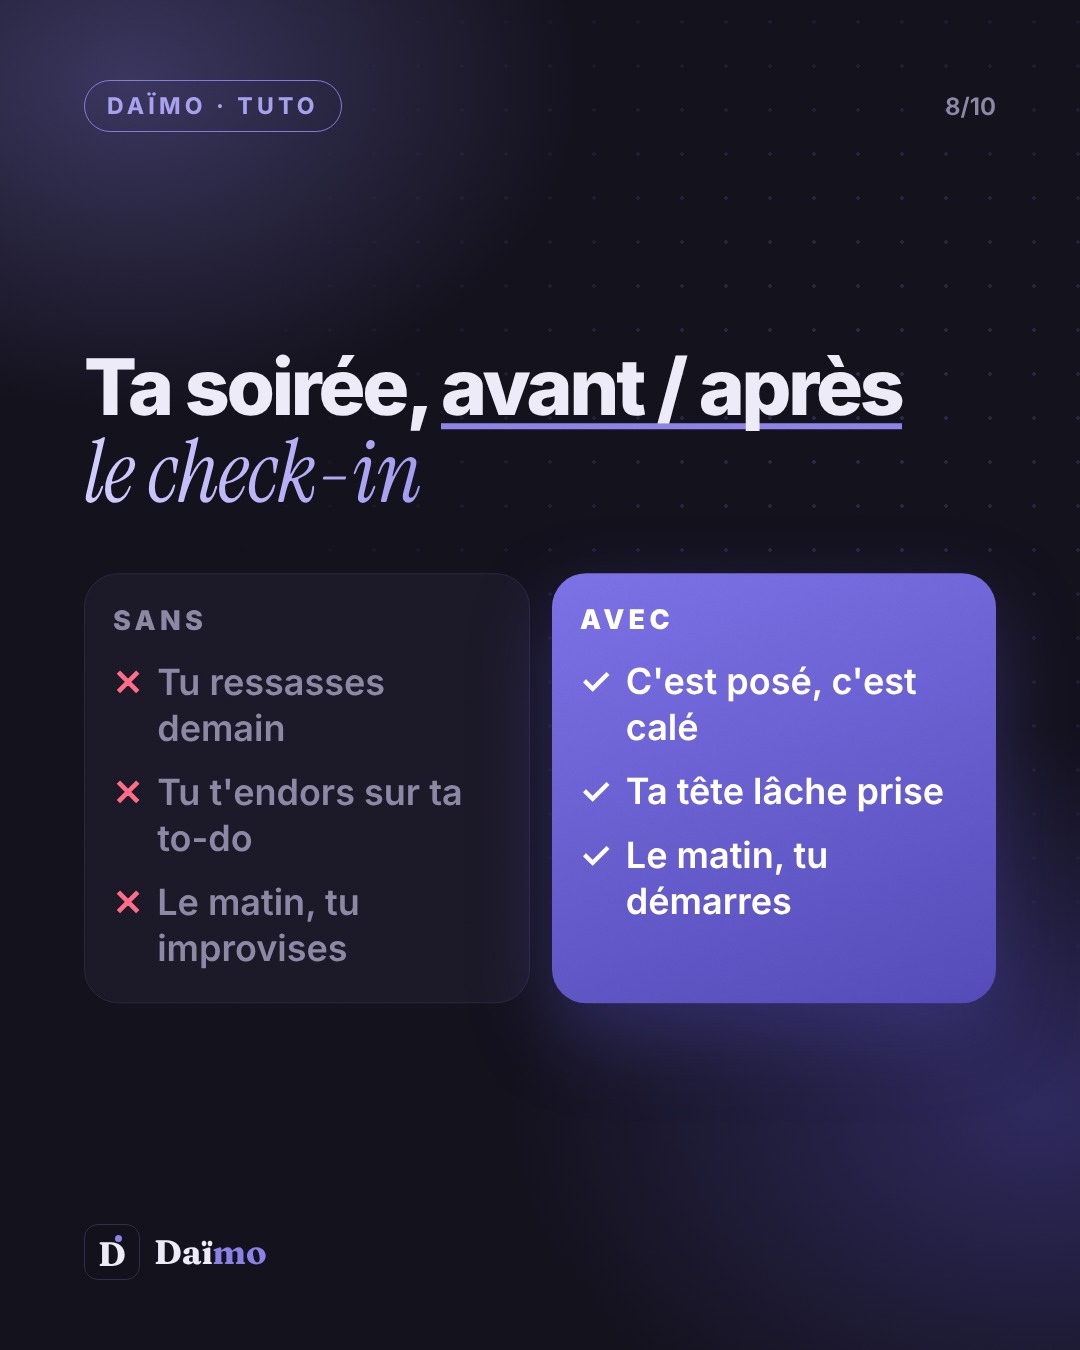 DAÏMO · TUTO
8/10
Ta soirée, avant / après
le check-in
SANS
✕ Tu ressasses
demain
✕ Tu t'endors sur ta
to-do
✕ Le matin, tu
improvises
AVEC
✓ C'est posé, c'est
calé
✓ Ta tête lâche prise
✓ Le matin, tu
démarres
D Daïmo